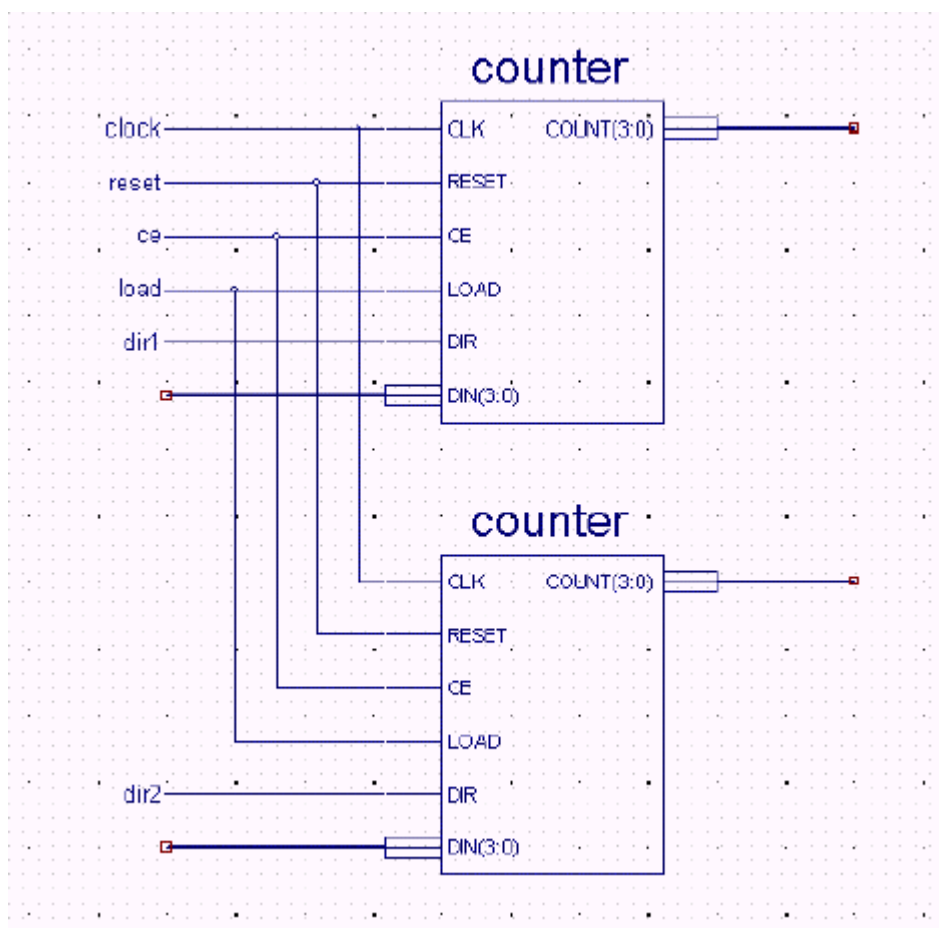 counter
clock CLK COUNT(3:0)
reset RESET
ce CE
load LOAD
dir1 DIR
DIN(3:0)
counter
CLK COUNT(3:0)
RESET
CE
LOAD
dir2 DIR
DIN(3:0)